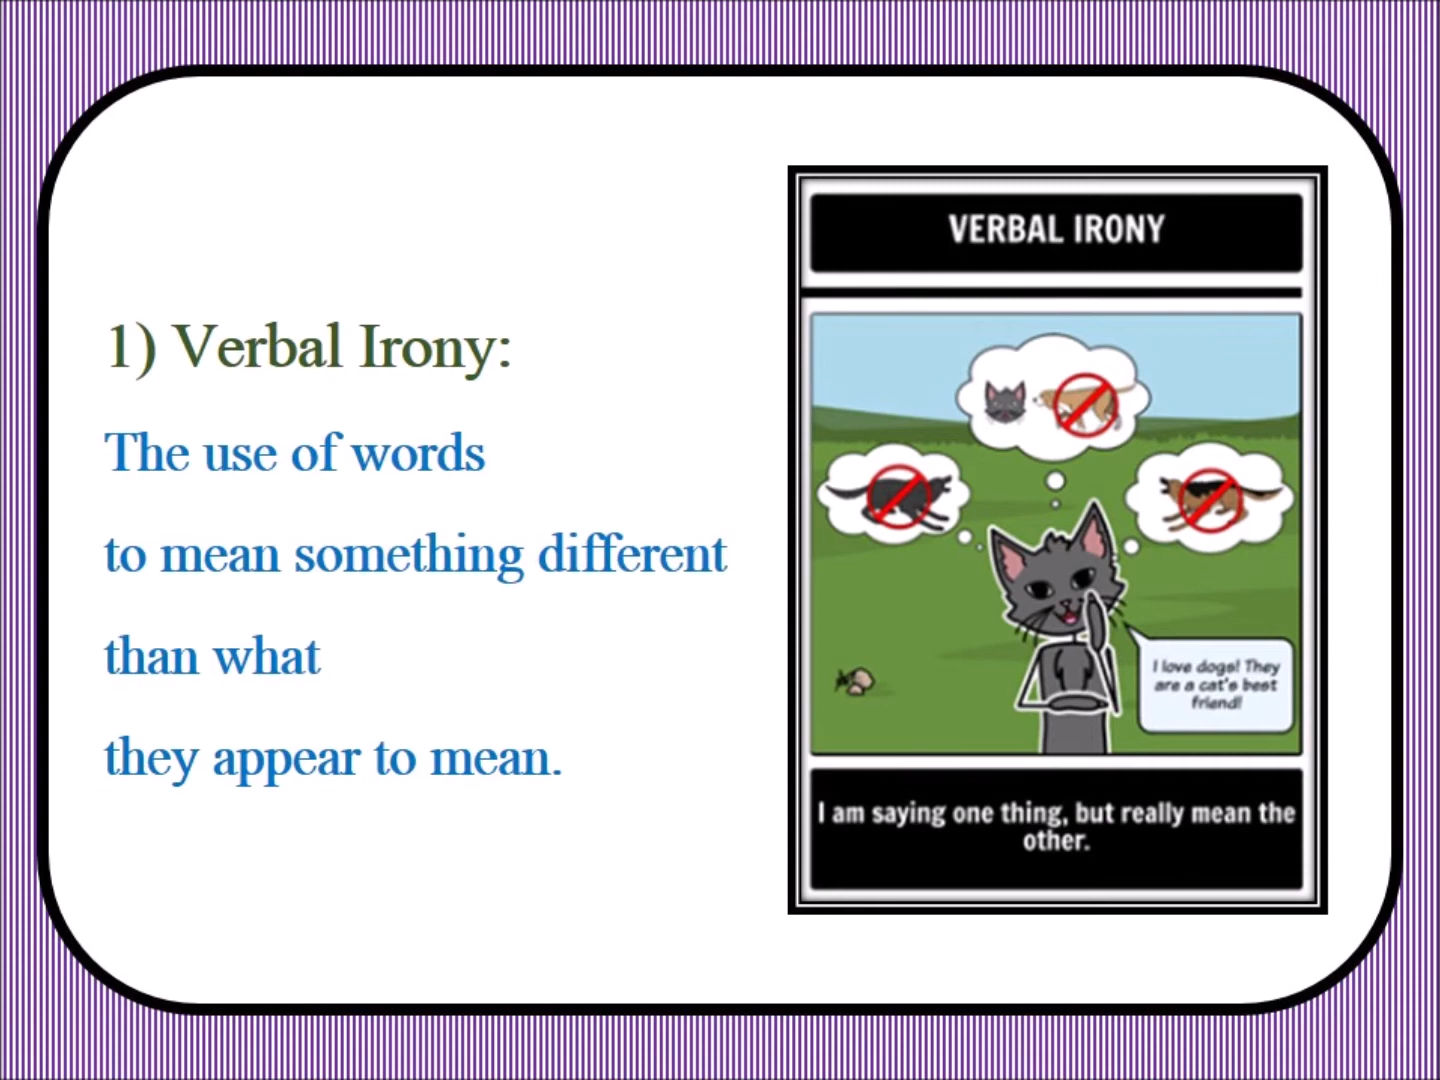 1) Verbal Irony:
The use of words
to mean something different
than what
they appear to mean.
VERBAL IRONY
I love dogs! They
are a cat's best
friend!
I am saying one thing, but really mean the
other.